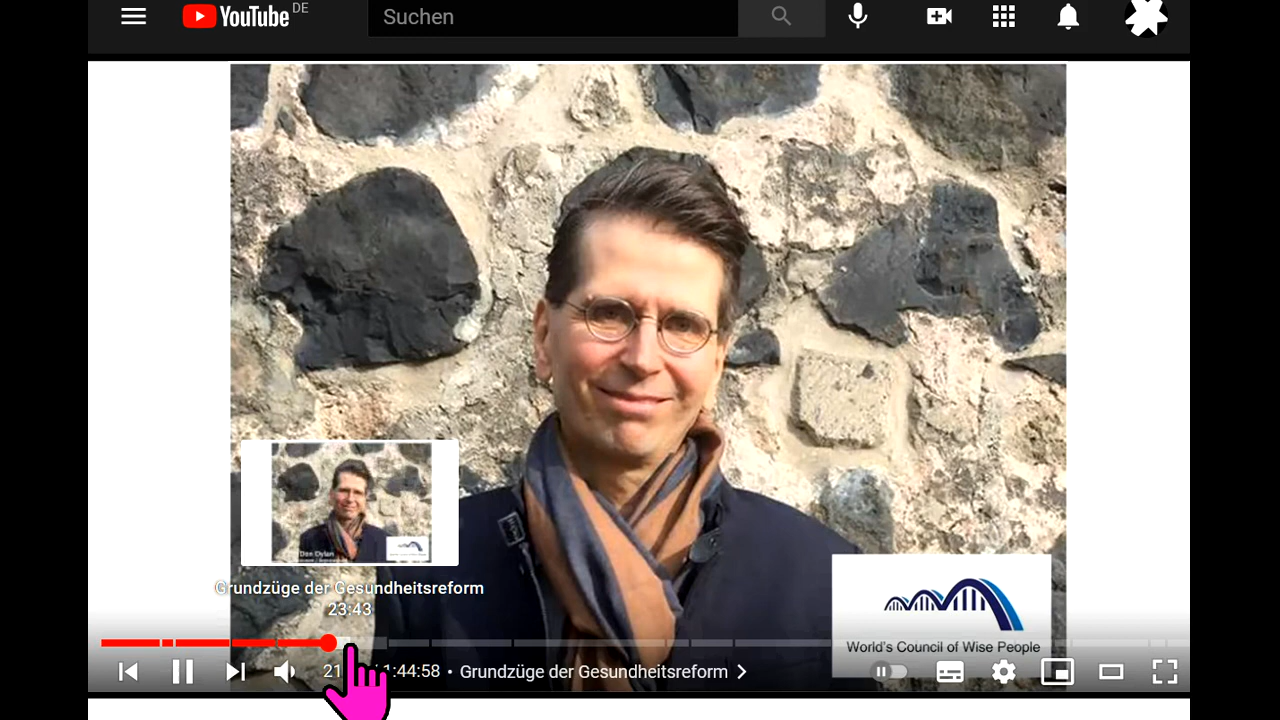 YouTube DE
Suchen
Dan Dylan
Grundzüge der Gesundheitsreform
23:43
1:44:58 • Grundzüge der Gesundheitsreform
World's Council of Wise People